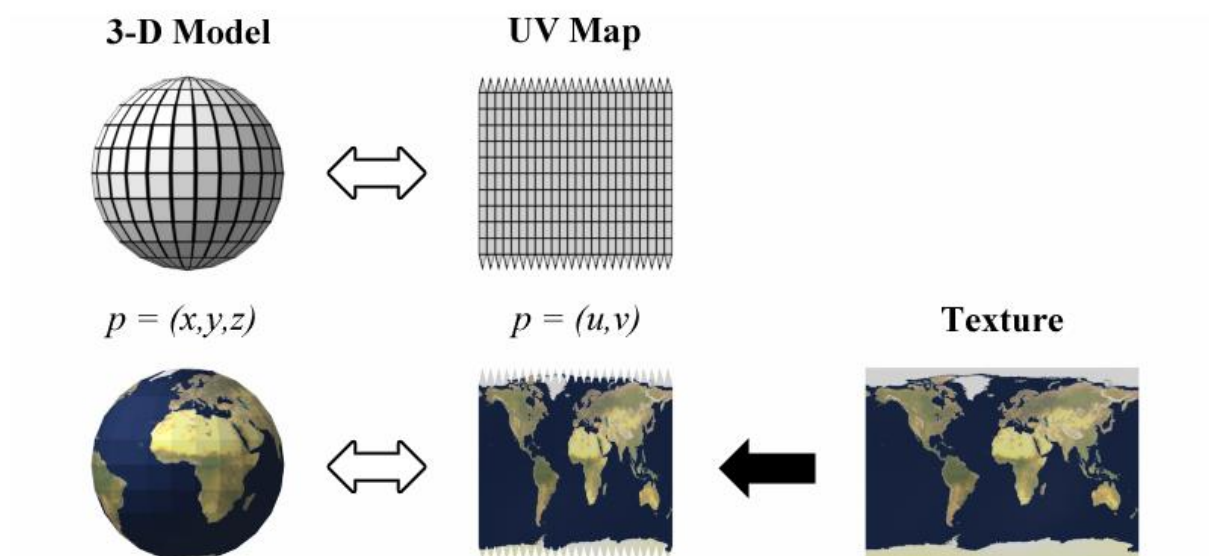 3-D Model
UV Map
p = (x,y,z)
p = (u,v)
Texture